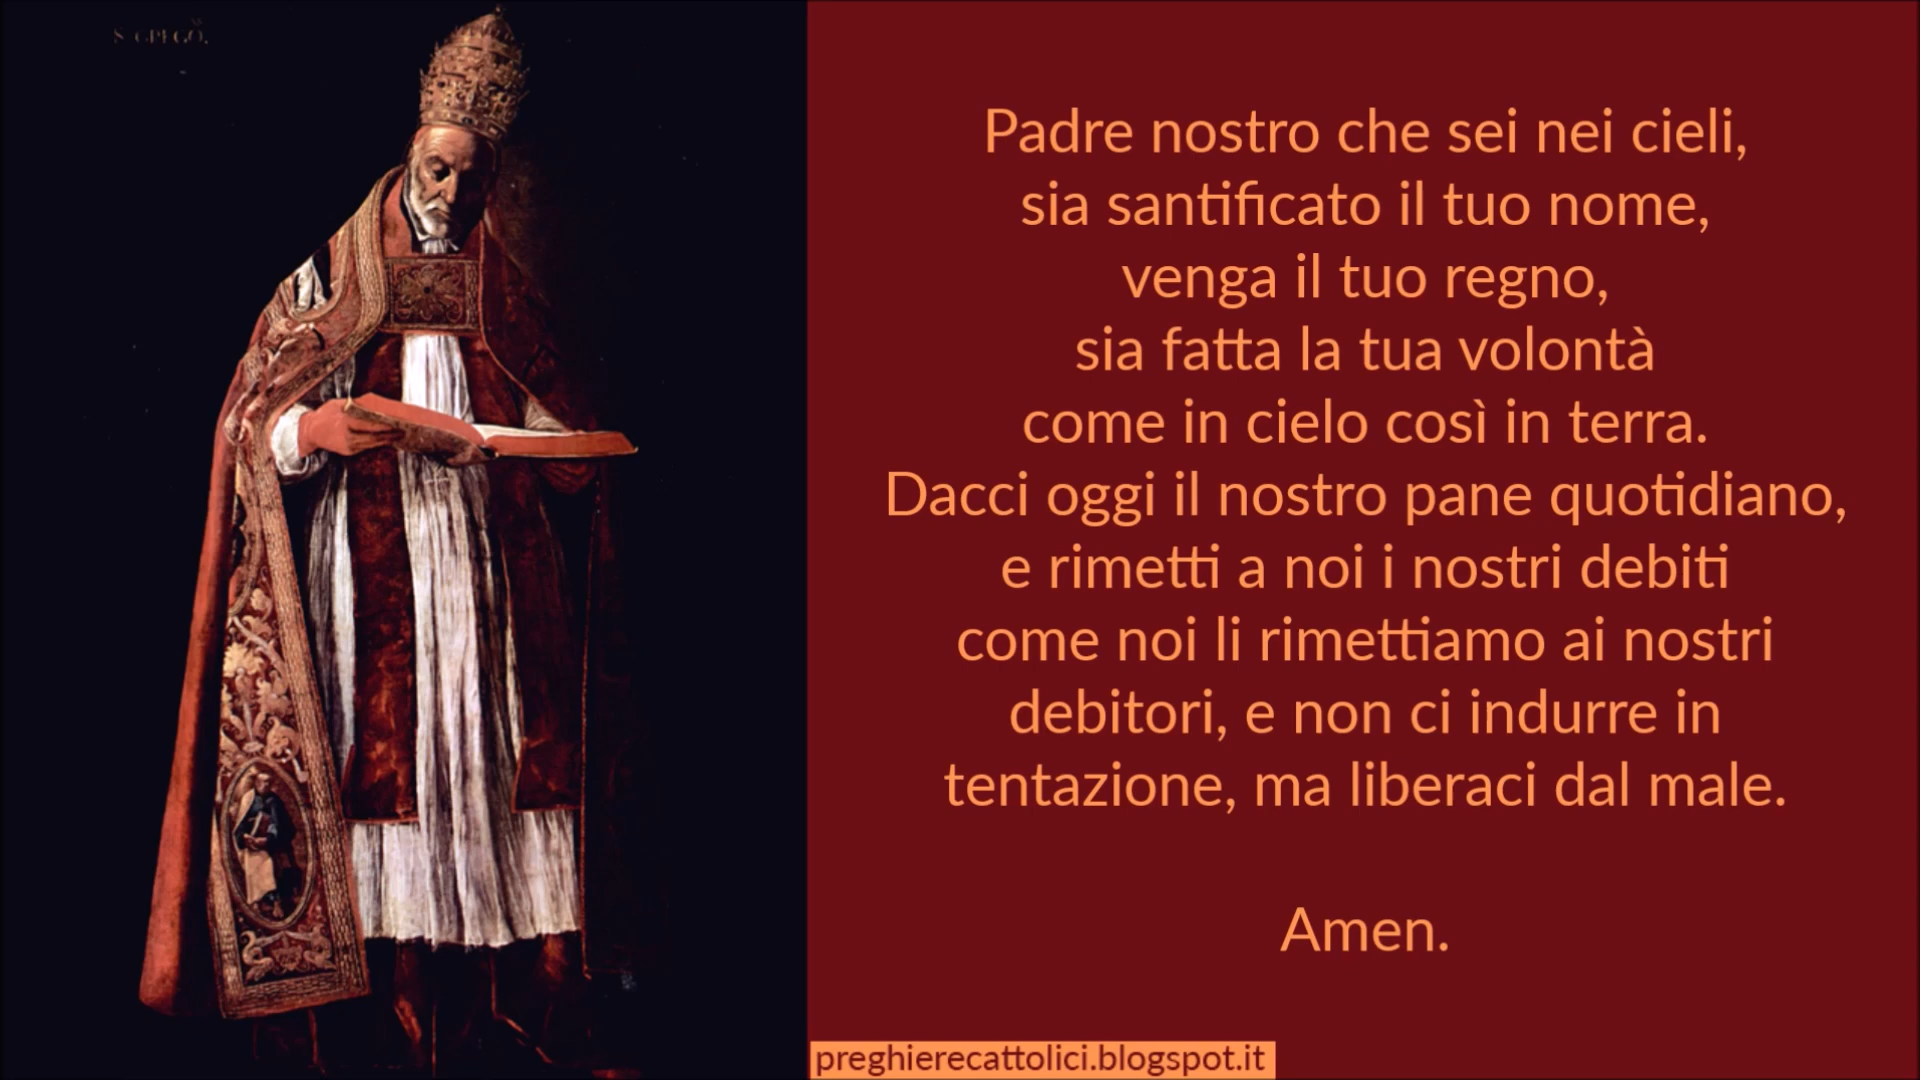 S GREGO.
Padre nostro che sei nei cieli,
sia santificato il tuo nome,
venga il tuo regno,
sia fatta la tua volontà
come in cielo così in terra.
Dacci oggi il nostro pane quotidiano,
e rimetti a noi i nostri debiti
come noi li rimettiamo ai nostri
debitori, e non ci indurre in
tentazione, ma liberaci dal male.
Amen.
preghierecattolici.blogspot.it